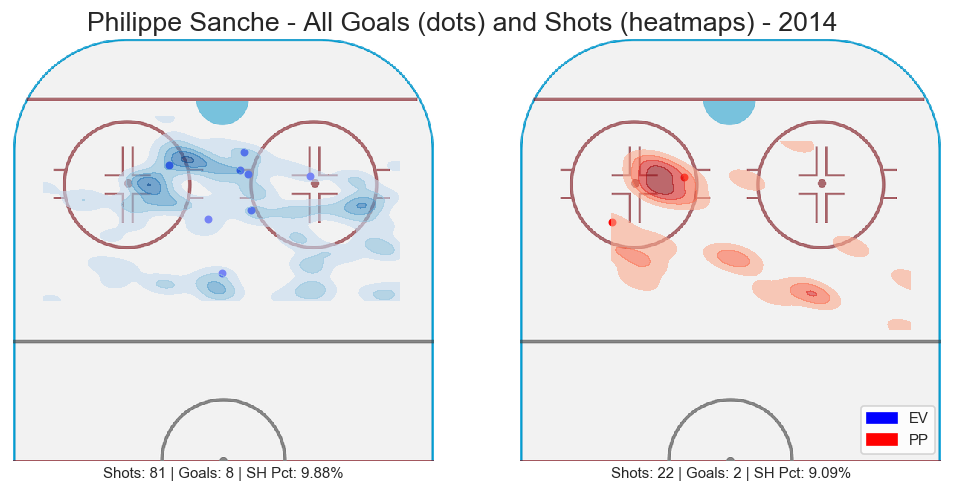 Philippe Sanche - All Goals (dots) and Shots (heatmaps) - 2014
EV
PP
Shots: 81 | Goals: 8 | SH Pct: 9.88%
Shots: 22 | Goals: 2 | SH Pct: 9.09%